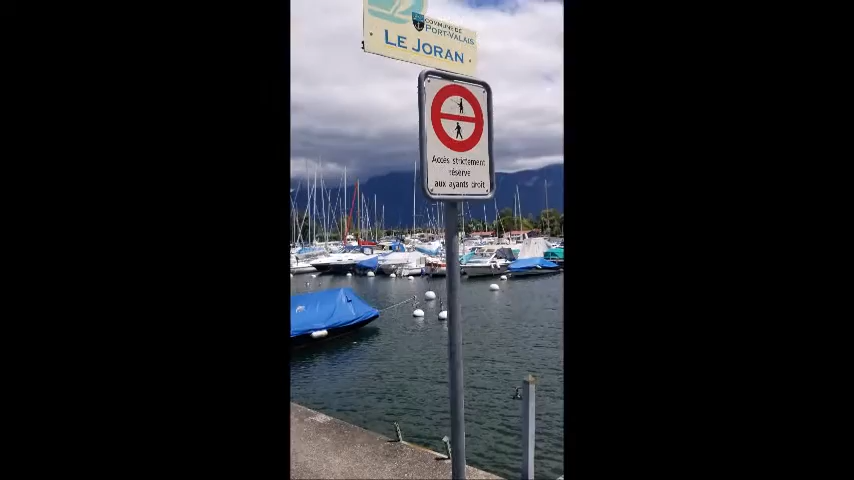 COMMUNE DE
PORT-VALAIS
LE JORAN
Accès strictement
réservé
aux ayants droit